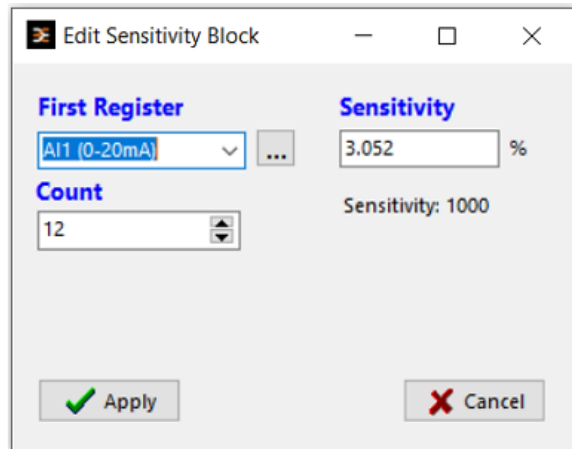 Edit Sensitivity Block
First Register
Sensitivity
AI1 (0-20mA)
...
3.052
%
Count
12
Sensitivity: 1000
Apply
Cancel